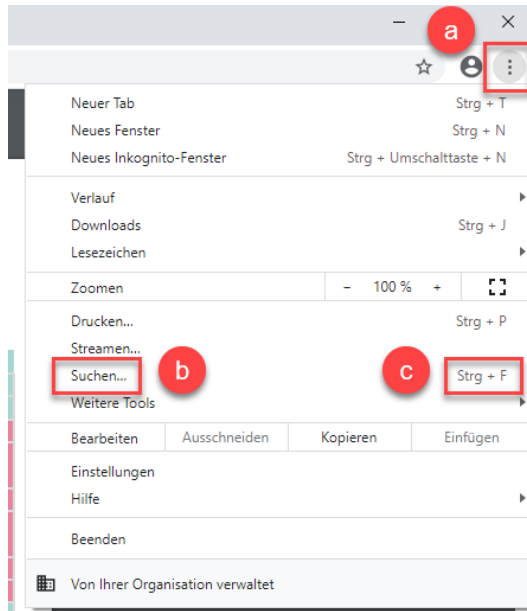 a
Neuer Tab Strg + T
Neues Fenster Strg + N
Neues Inkognito-Fenster Strg + Umschalttaste + N
Verlauf
Downloads Strg + J
Lesezeichen
Zoomen - 100 % +
Drucken... Strg + P
Streamen...
Suchen... b c Strg + F
Weitere Tools
Bearbeiten Ausschneiden Kopieren Einfügen
Einstellungen
Hilfe
Beenden
Von Ihrer Organisation verwaltet